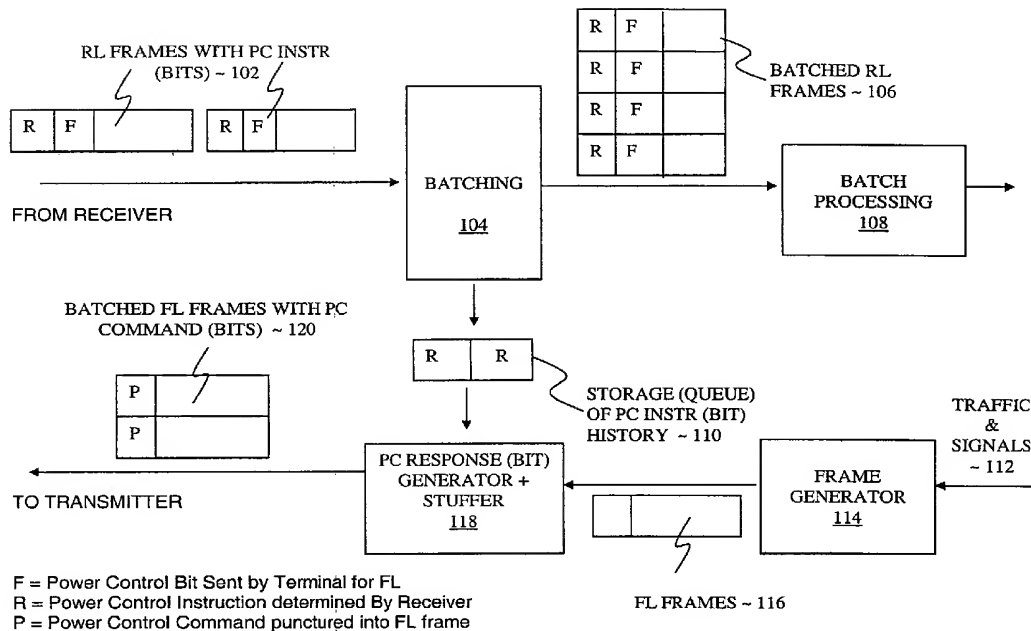 RL FRAMES WITH PC INSTR
(BITS) ~ 102
R F
R F
R F
R F
R F
R F
BATCHED RL
FRAMES ~ 106
FROM RECEIVER
BATCHING
104
BATCH
PROCESSING
108
BATCHED FL FRAMES WITH PC
COMMAND (BITS) ~ 120
P
P
R R
STORAGE (QUEUE)
OF PC INSTR (BIT)
HISTORY ~ 110
TRAFFIC
&
SIGNALS
~ 112
TO TRANSMITTER
PC RESPONSE (BIT)
GENERATOR +
STUFFER
118
FRAME
GENERATOR
114
FL FRAMES ~ 116
F = Power Control Bit Sent by Terminal for FL
R = Power Control Instruction determined By Receiver
P = Power Control Command punctured into FL frame